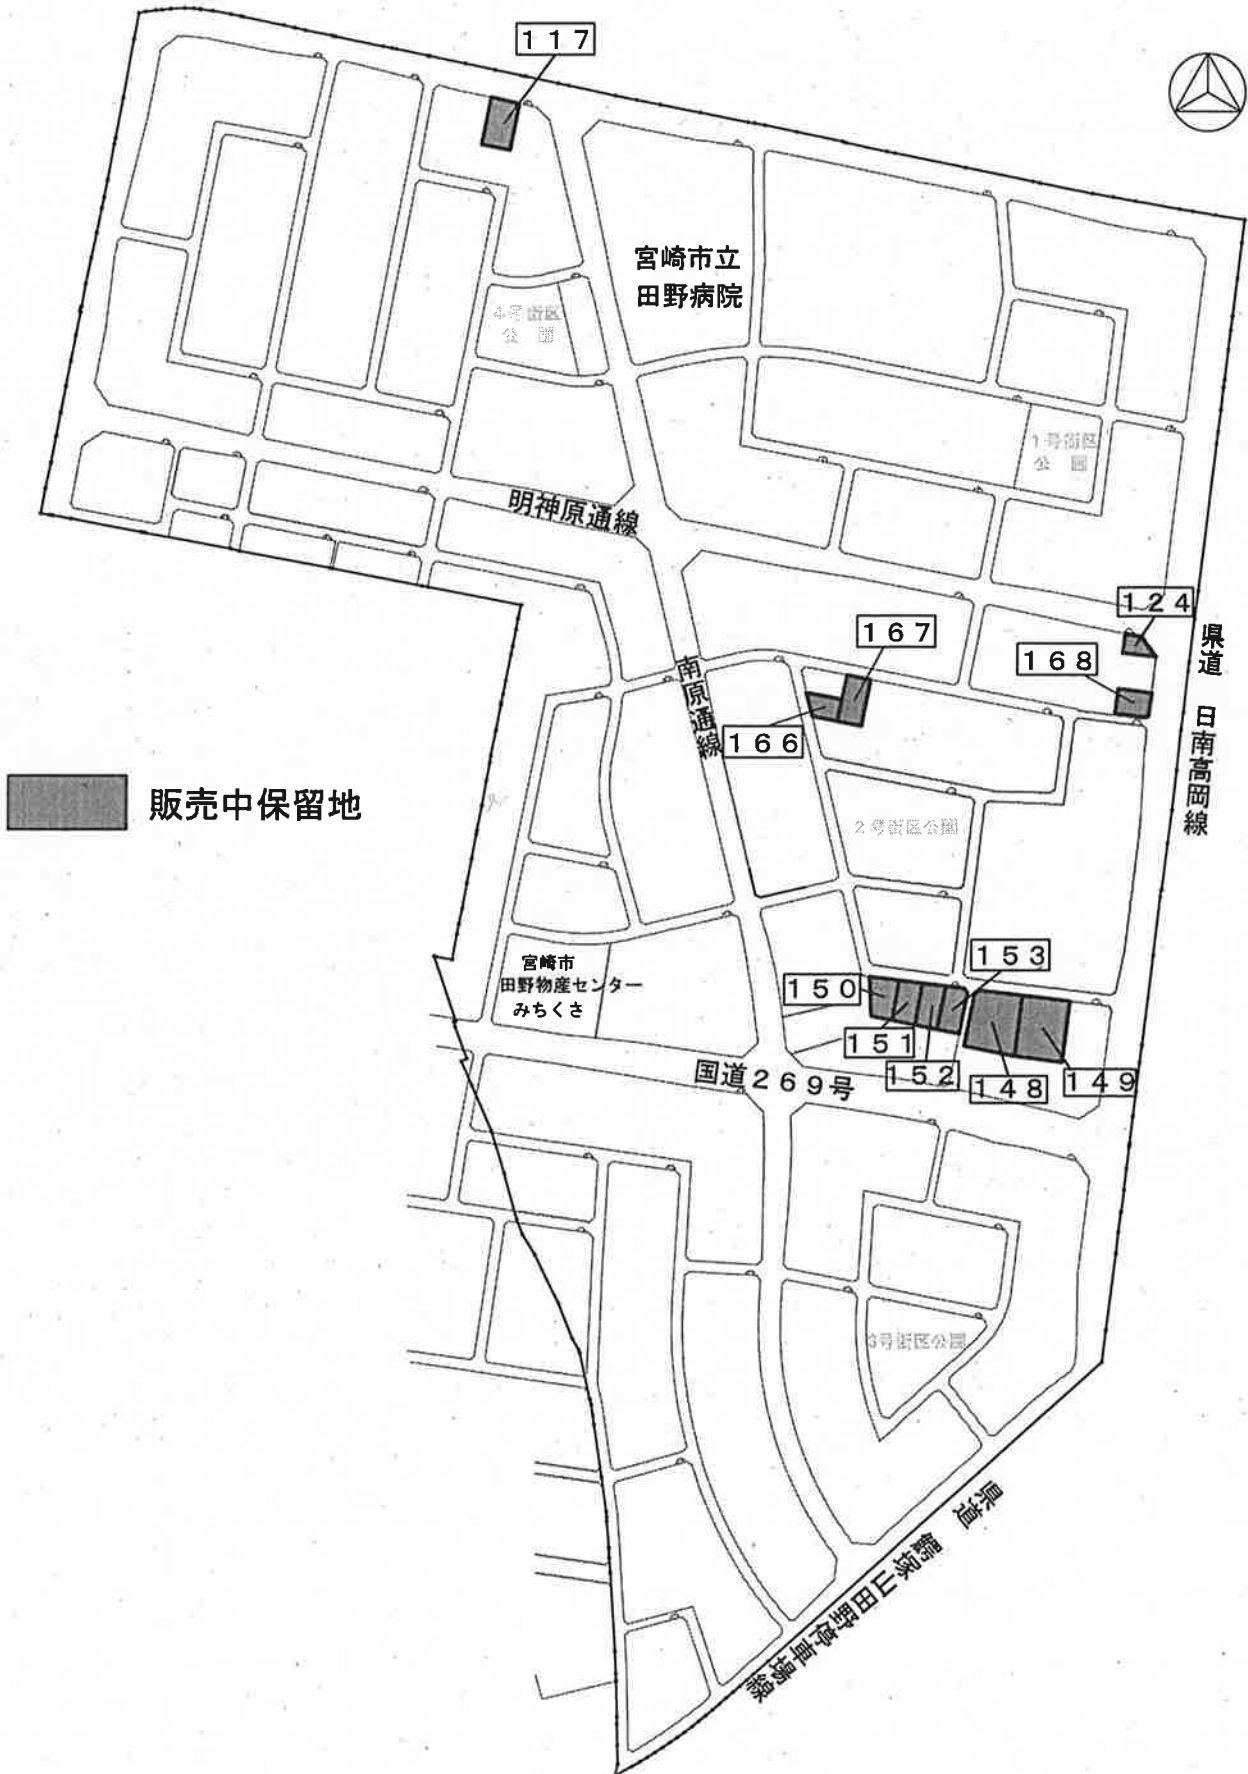 117
宮崎市立
田野病院
4号街区
公園
1号街区
公園
明神原通線
124
167
168
県道 日南高岡線
南原通線
166
販売中保留地
2号街区公園
153
宮崎市
田野物産センター
みちくさ
150
151
152
148
149
国道269号
3号街区公園
県道 鰐塚山田野停車場線